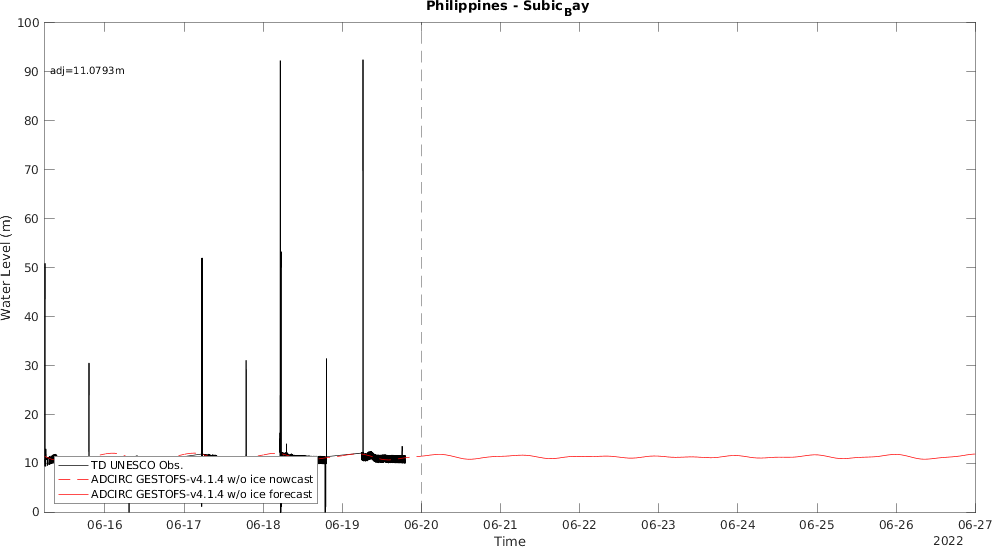 Philippines - Subic_Bay
100
adj=11.0793m
90
80
70
60
50
40
30
20
10
0
Water Level (m)
TD UNESCO Obs.
ADCIRC GESTOFS-v4.1.4 w/o ice nowcast
ADCIRC GESTOFS-v4.1.4 w/o ice forecast
06-16 06-17 06-18 06-19 06-20 06-21 06-22 06-23 06-24 06-25 06-26 06-27
Time
2022